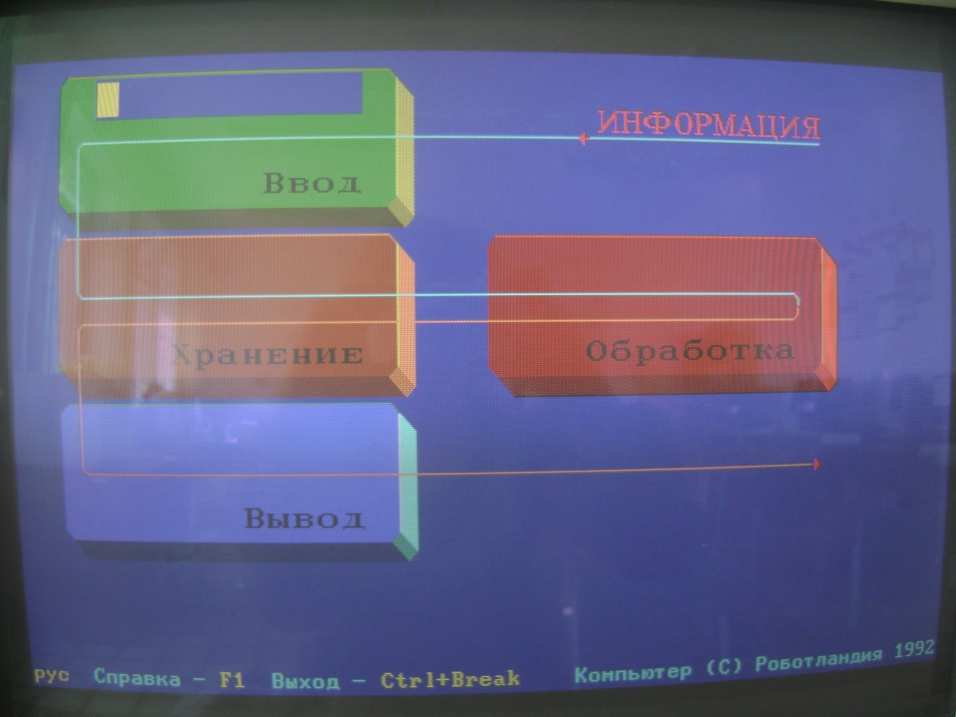 ИНФОРМАЦИЯ
Ввод
Хранение
Обработка
Вывод
рус Справка - F1 Выход - Ctrl+Break Компьютер (C) Роботландия 1992